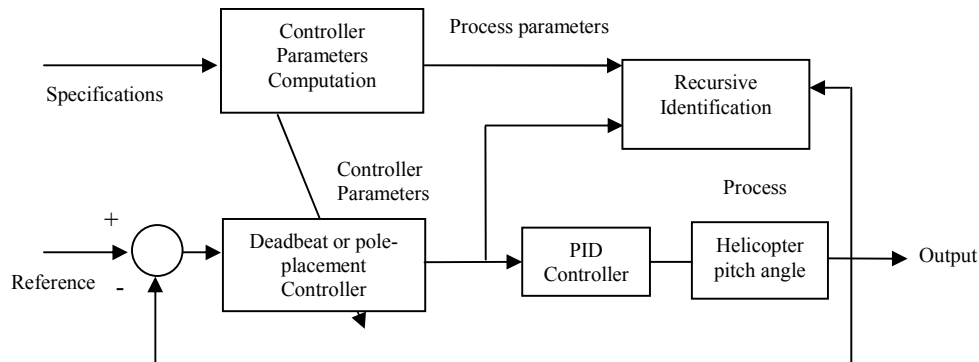 Controller
Parameters
Computation
Process parameters
Recursive
Identification
Specifications
Controller
Parameters
Process
+
Deadbeat or pole-
placement
Controller
PID
Controller
Helicopter
pitch angle
Output
Reference
-